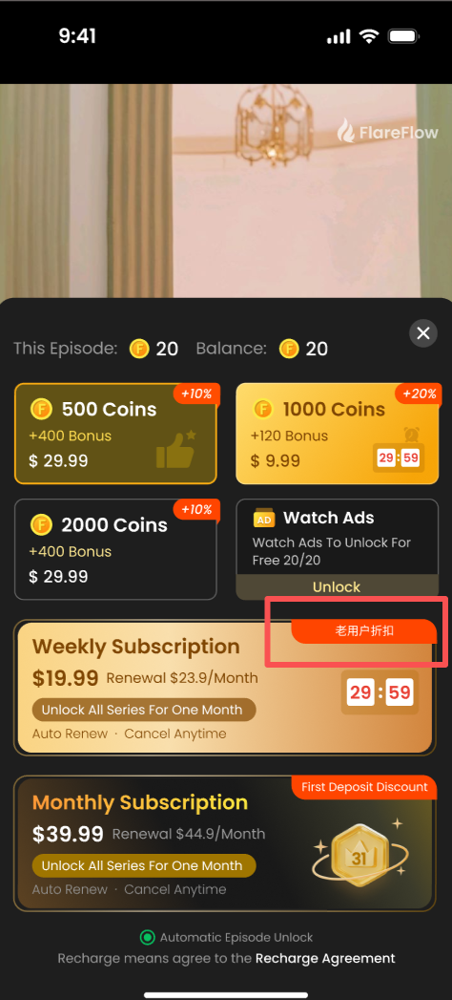 9:41
FlareFlow
This Episode: F 20 Balance: F 20
+10%
F 500 Coins
+400 Bonus
$ 29.99
+20%
F 1000 Coins
+120 Bonus
$ 9.99
29:59
+10%
F 2000 Coins
+400 Bonus
$ 29.99
AD Watch Ads
Watch Ads To Unlock For
Free 20/20
Unlock
老用户折扣
Weekly Subscription
$19.99 Renewal $23.9/Month
29:59
Unlock All Series For One Month
Auto Renew · Cancel Anytime
First Deposit Discount
Monthly Subscription
$39.99 Renewal $44.9/Month
31
Unlock All Series For One Month
Auto Renew · Cancel Anytime
Automatic Episode Unlock
Recharge means agree to the Recharge Agreement